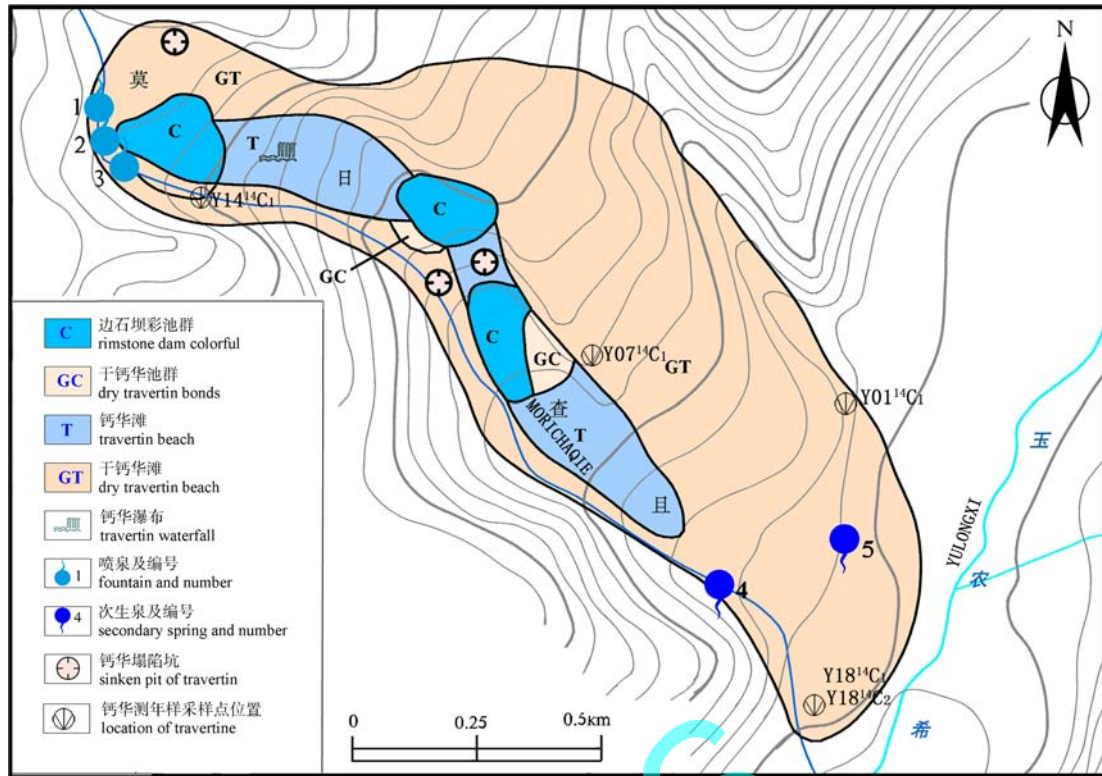 N
莫
GT
1
C
2
T
3
日
Y14¹⁴C₁
C
GC
C
GC
Y07¹⁴C₁
GT
Y01¹⁴C₁
查
T
MORICHAQIE
且
玉
YULONGXI
农
希
5
4
Y18¹⁴C₁
Y18¹⁴C₂
C
边石坝彩池群
rimstone dam colorful
GC
干钙华池群
dry travertin bonds
T
钙华滩
travertin beach
GT
干钙华滩
dry travertin beach
钙华瀑布
travertin waterfall
1
喷泉及编号
fountain and number
4
次生泉及编号
secondary spring and number
钙华塌陷坑
sinken pit of travertin
钙华测年样采样点位置
location of travertine
0
0.25
0.5km